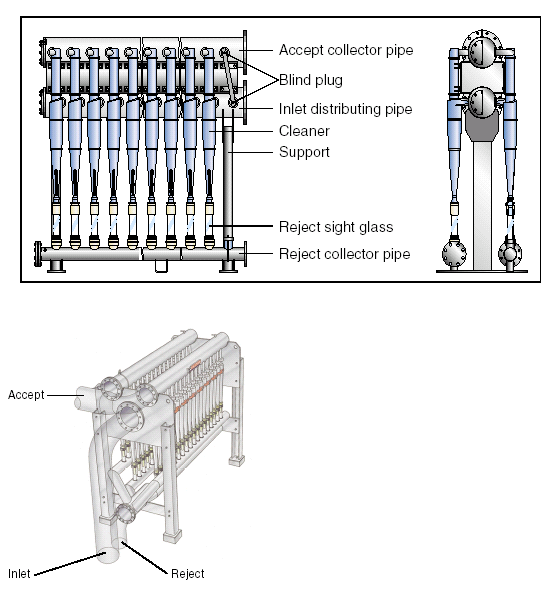 Accept collector pipe
Blind plug
Inlet distributing pipe
Cleaner
Support
Reject sight glass
Reject collector pipe
Accept
Inlet
Reject